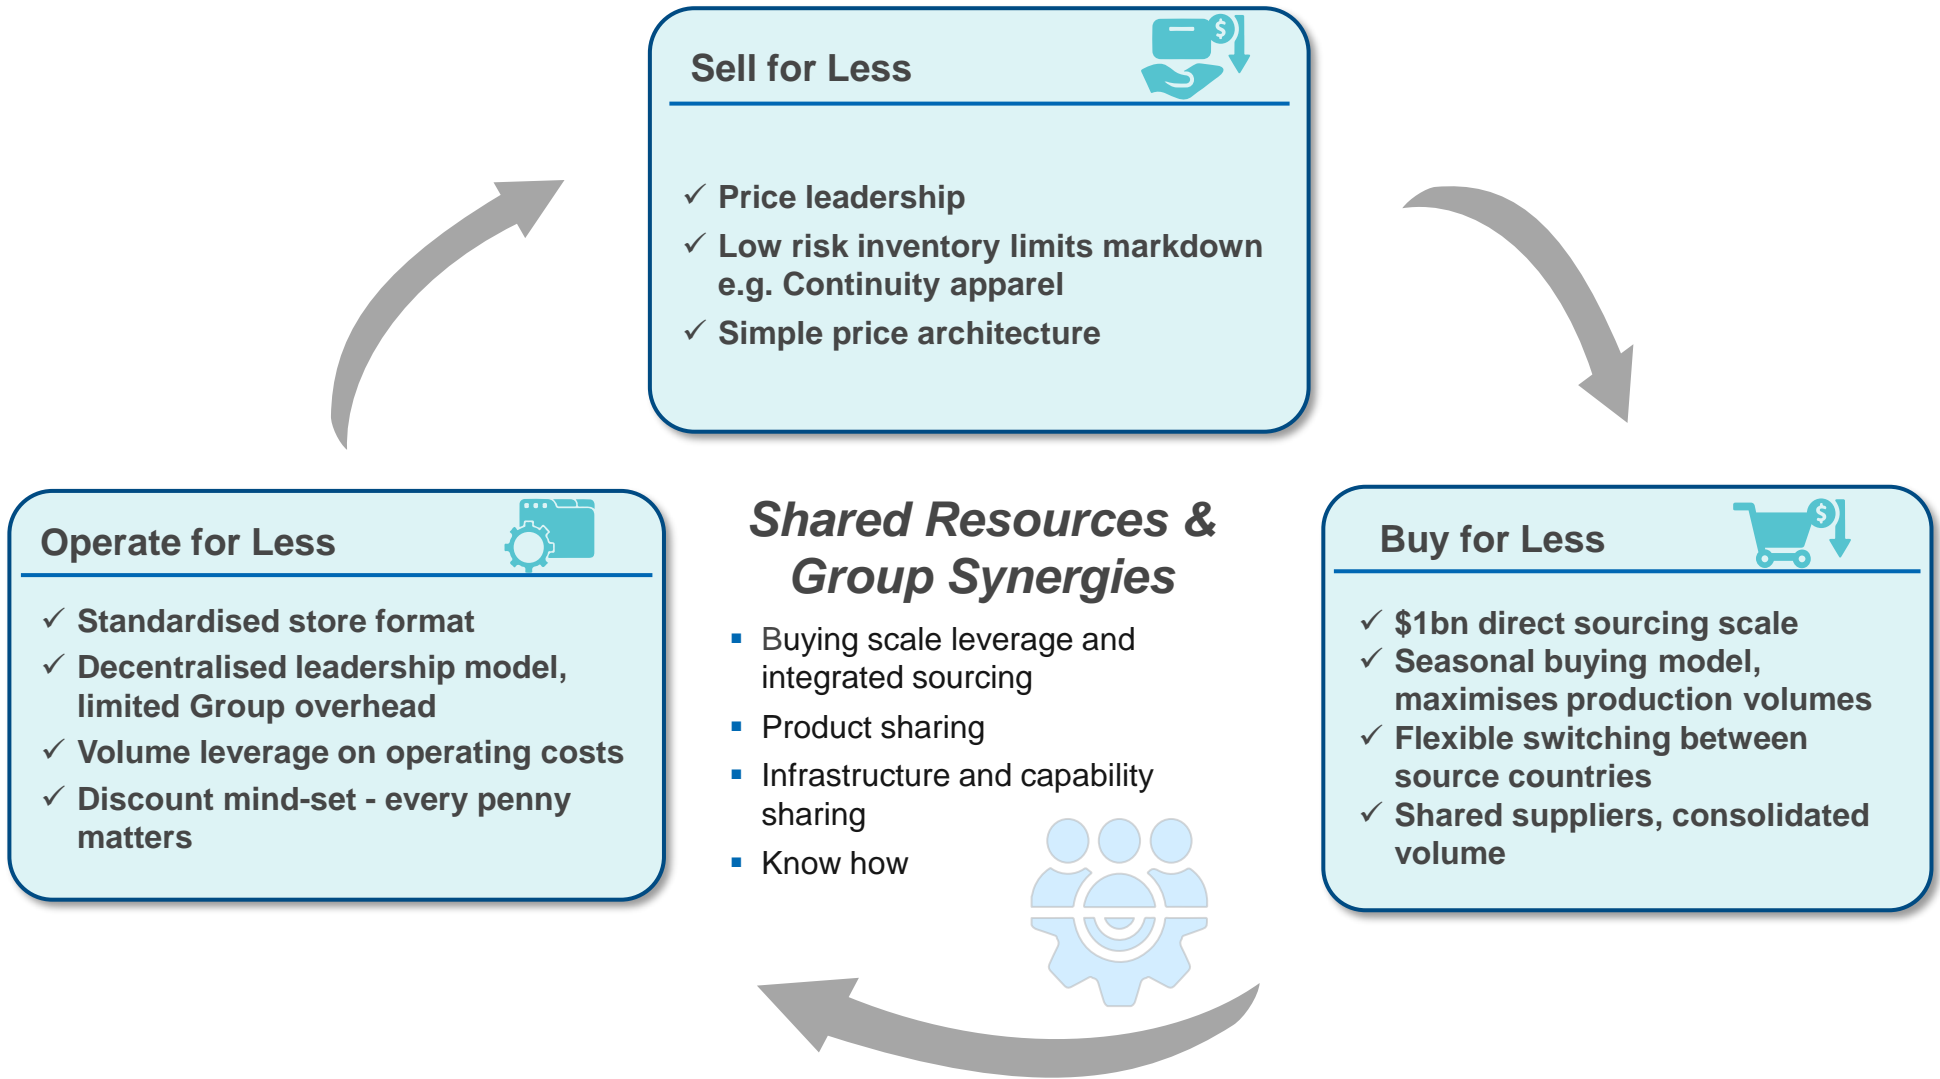 Sell for Less
$
✓ Price leadership
✓ Low risk inventory limits markdown
e.g. Continuity apparel
✓ Simple price architecture
Operate for Less
✓ Standardised store format
✓ Decentralised leadership model,
limited Group overhead
✓ Volume leverage on operating costs
✓ Discount mind-set - every penny
matters
Shared Resources &
Group Synergies
▪ Buying scale leverage and
integrated sourcing
▪ Product sharing
▪ Infrastructure and capability
sharing
▪ Know how
Buy for Less
$
✓ $1bn direct sourcing scale
✓ Seasonal buying model,
maximises production volumes
✓ Flexible switching between
source countries
✓ Shared suppliers, consolidated
volume